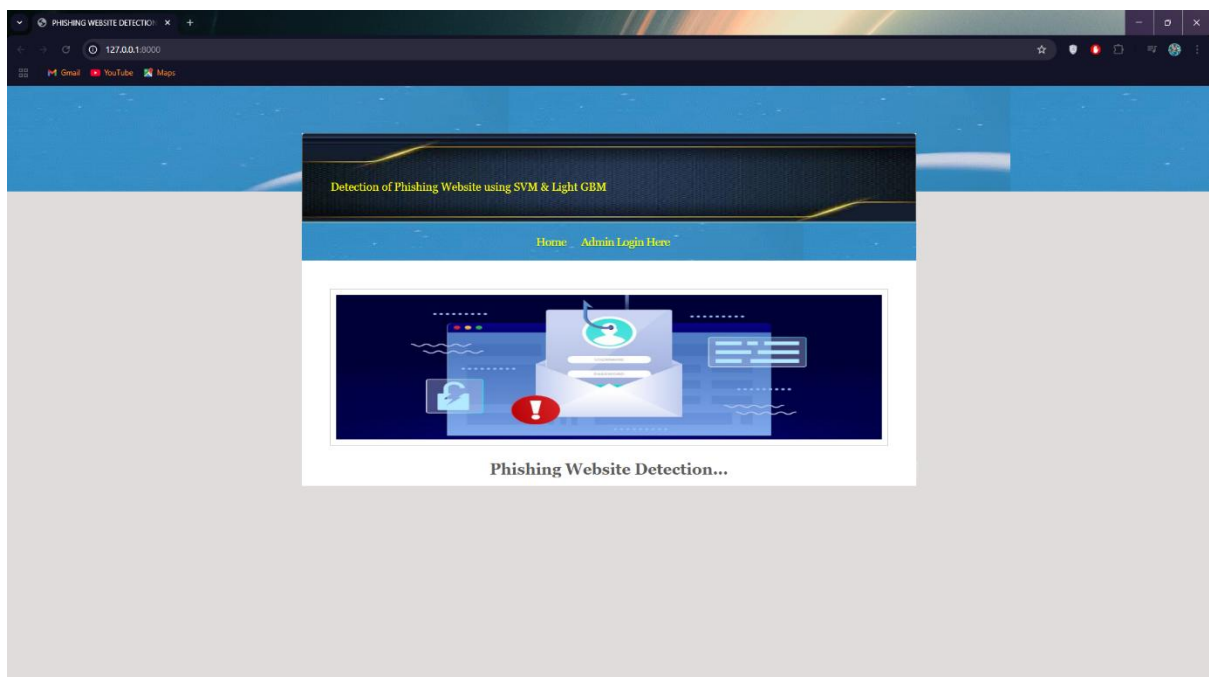 PHISHING WEBSITE DETECTIO
127.0.0.1:8000
Gmail YouTube Maps
Detection of Phishing Website using SVM & Light GBM
Home Admin Login Here
Phishing Website Detection...